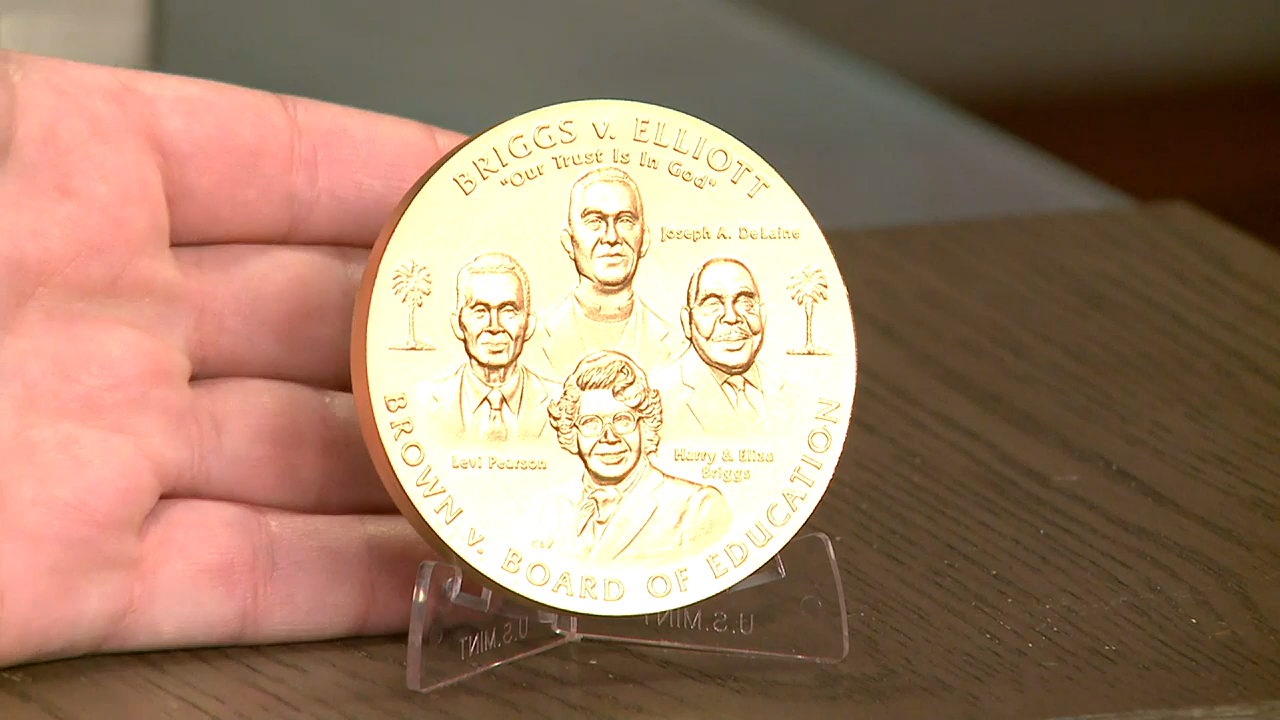 BRIGGS v. ELLIOTT
"Our Trust Is In God"
Joseph A. DeLaine
Levi Pearson
Harry & Eliza
Briggs
BROWN v. BOARD OF EDUCATION
U.S.MINT
U.S.MINT